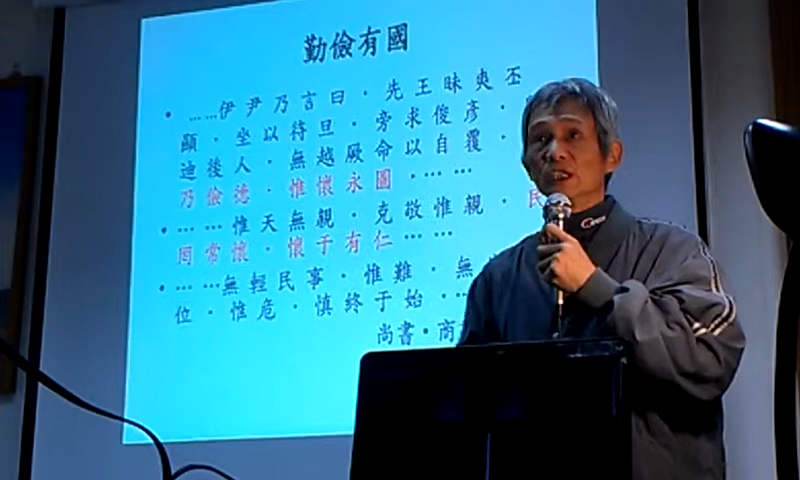 勤儉有國
• ……伊尹乃言曰．先王昧爽丕
顯．坐以待旦．旁求俊彥．
迪後人．無越厥命以自覆．
乃儉德．惟懷永圖．……
• ……惟天無親．克敬惟親．民
罔常懷．懷于有仁……
• ……無輕民事．惟難．無
位．惟危．慎終于始．…
尚書・商